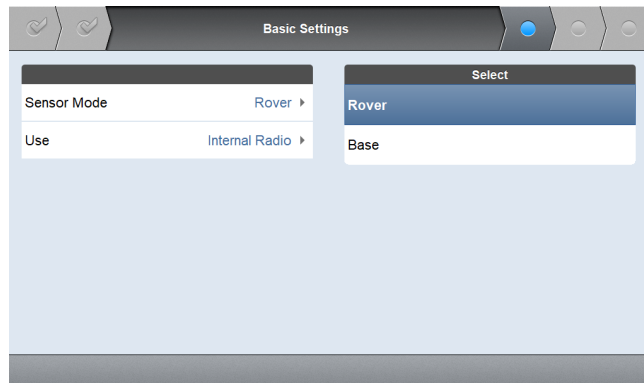 Basic Settings
Sensor Mode Rover
Use Internal Radio
Select
Rover
Base